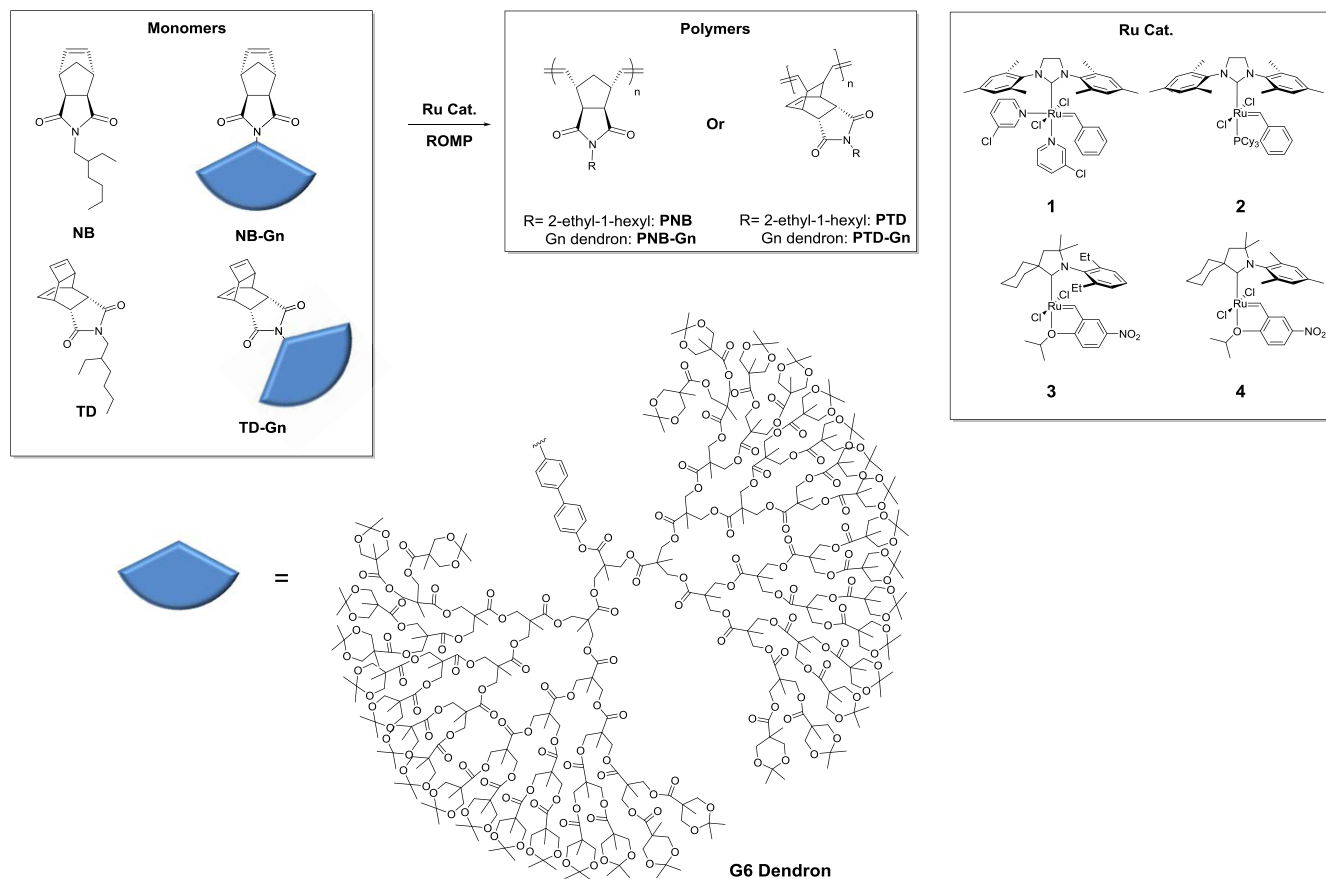 Monomers
O
N
O
NB
O
N
O
NB-Gn
O
N
O
TD
O
N
O
TD-Gn
Ru Cat.
ROMP
Polymers
n
O
N
O
R
Or
n
O
N
O
R
R= 2-ethyl-1-hexyl: PNB
Gn dendron: PNB-Gn
R= 2-ethyl-1-hexyl: PTD
Gn dendron: PTD-Gn
Ru Cat.
N
N
Cl
N
Ru
Cl
Cl
N
Cl
1
N
N
Cl
Ru
Cl
PCy3
2
Et
N
Et
Cl
Ru
Cl
O
NO2
3
N
Cl
Ru
Cl
O
NO2
4
=
G6 Dendron